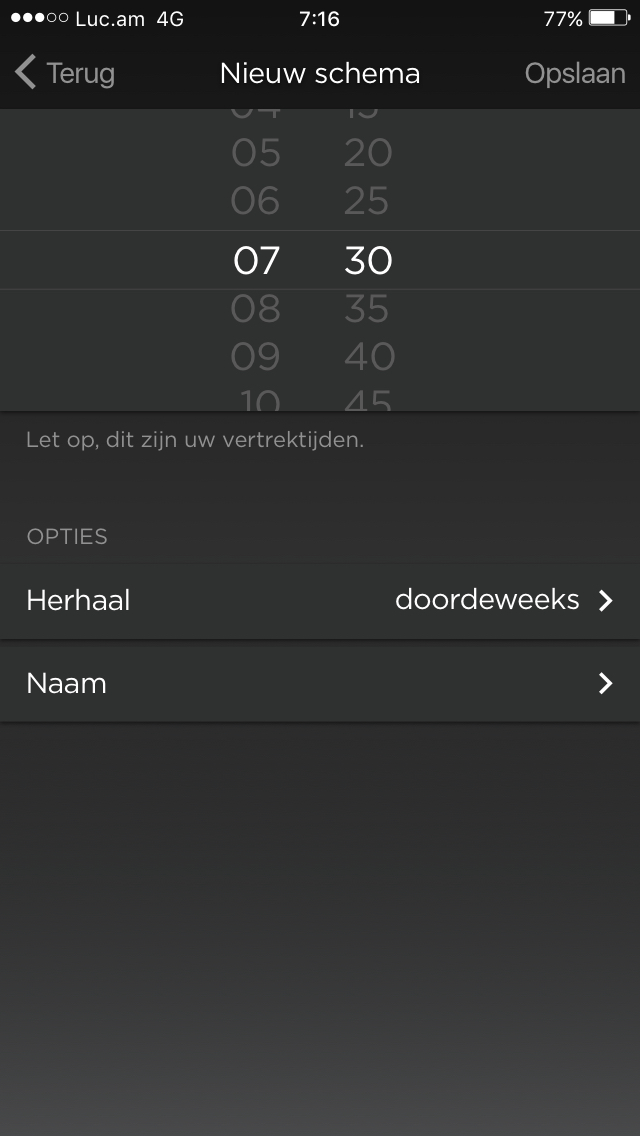 Luc.am 4G 7:16 77%
Terug Nieuw schema Opslaan
04 15
05 20
06 25
07 30
08 35
09 40
10 45
Let op, dit zijn uw vertrektijden.
OPTIES
Herhaal doordeweeks
Naam